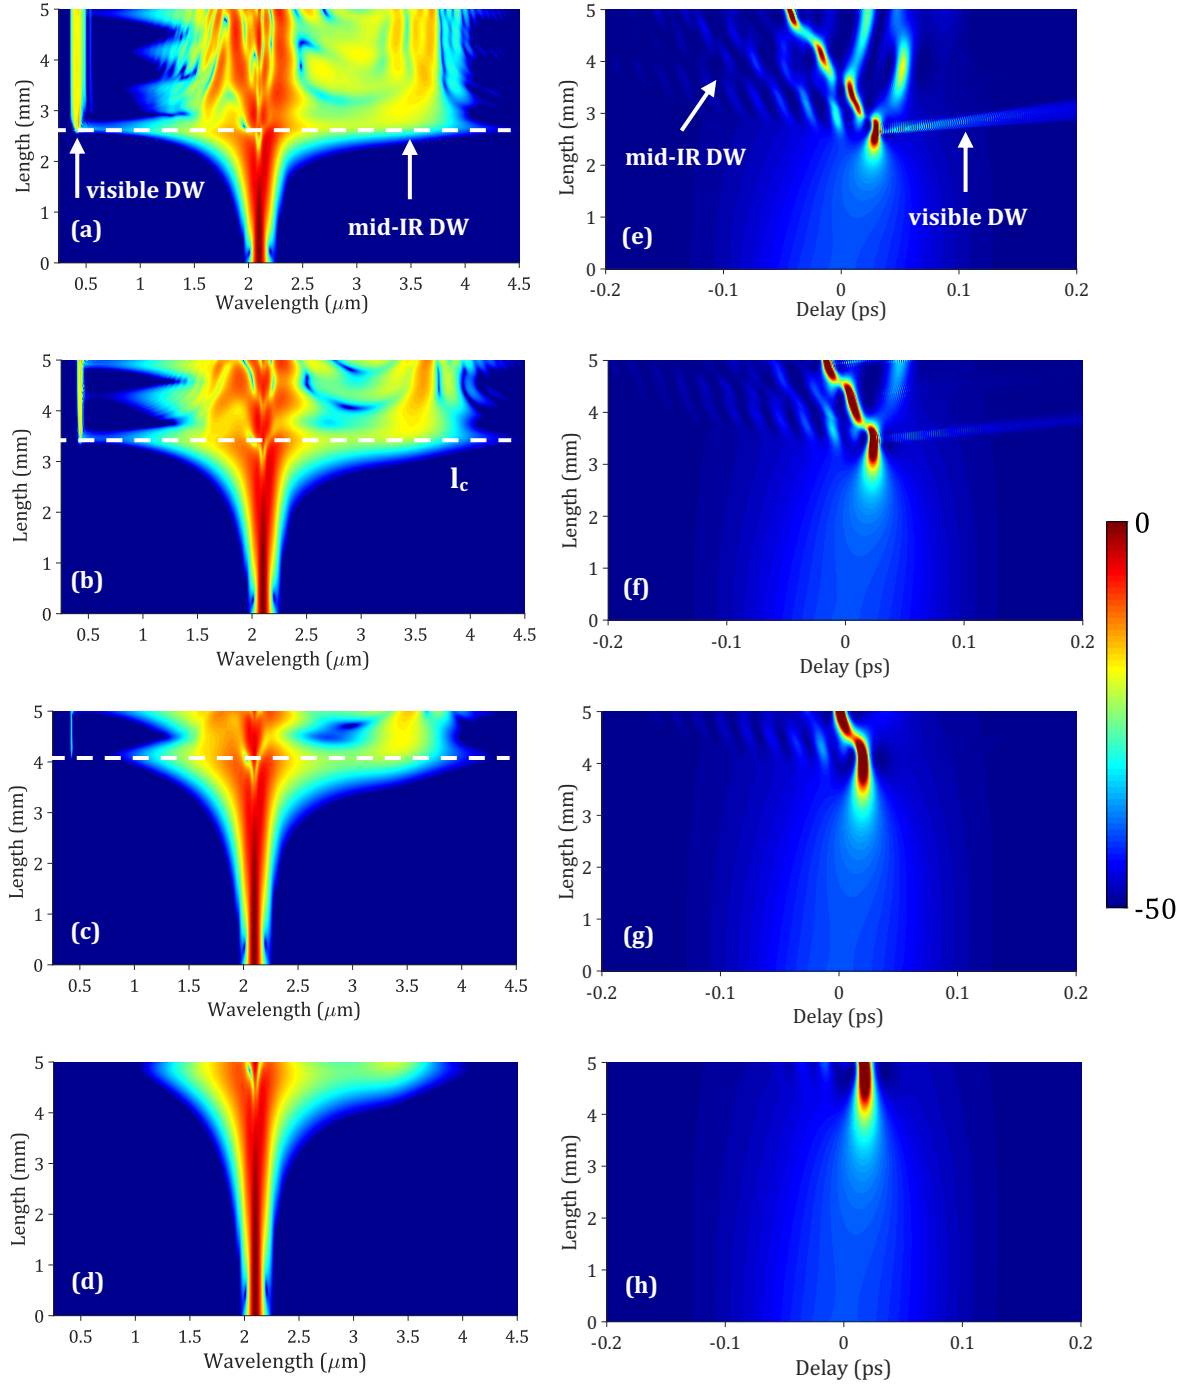 5
4
3
2
1
0
Length (mm)
visible DW
mid-IR DW
(a)
0.5 1 1.5 2 2.5 3 3.5 4 4.5
Wavelength (μm)
5
4
3
2
1
0
Length (mm)
mid-IR DW
visible DW
(e)
-0.2 -0.1 0 0.1 0.2
Delay (ps)
5
4
3
2
1
0
Length (mm)
lc
(b)
0.5 1 1.5 2 2.5 3 3.5 4 4.5
Wavelength (μm)
5
4
3
2
1
0
Length (mm)
(f)
-0.2 -0.1 0 0.1 0.2
Delay (ps)
0
-50
5
4
3
2
1
0
Length (mm)
(c)
0.5 1 1.5 2 2.5 3 3.5 4 4.5
Wavelength (μm)
5
4
3
2
1
0
Length (mm)
(g)
-0.2 -0.1 0 0.1 0.2
Delay (ps)
5
4
3
2
1
0
Length (mm)
(d)
0.5 1 1.5 2 2.5 3 3.5 4 4.5
Wavelength (μm)
5
4
3
2
1
0
Length (mm)
(h)
-0.2 -0.1 0 0.1 0.2
Delay (ps)